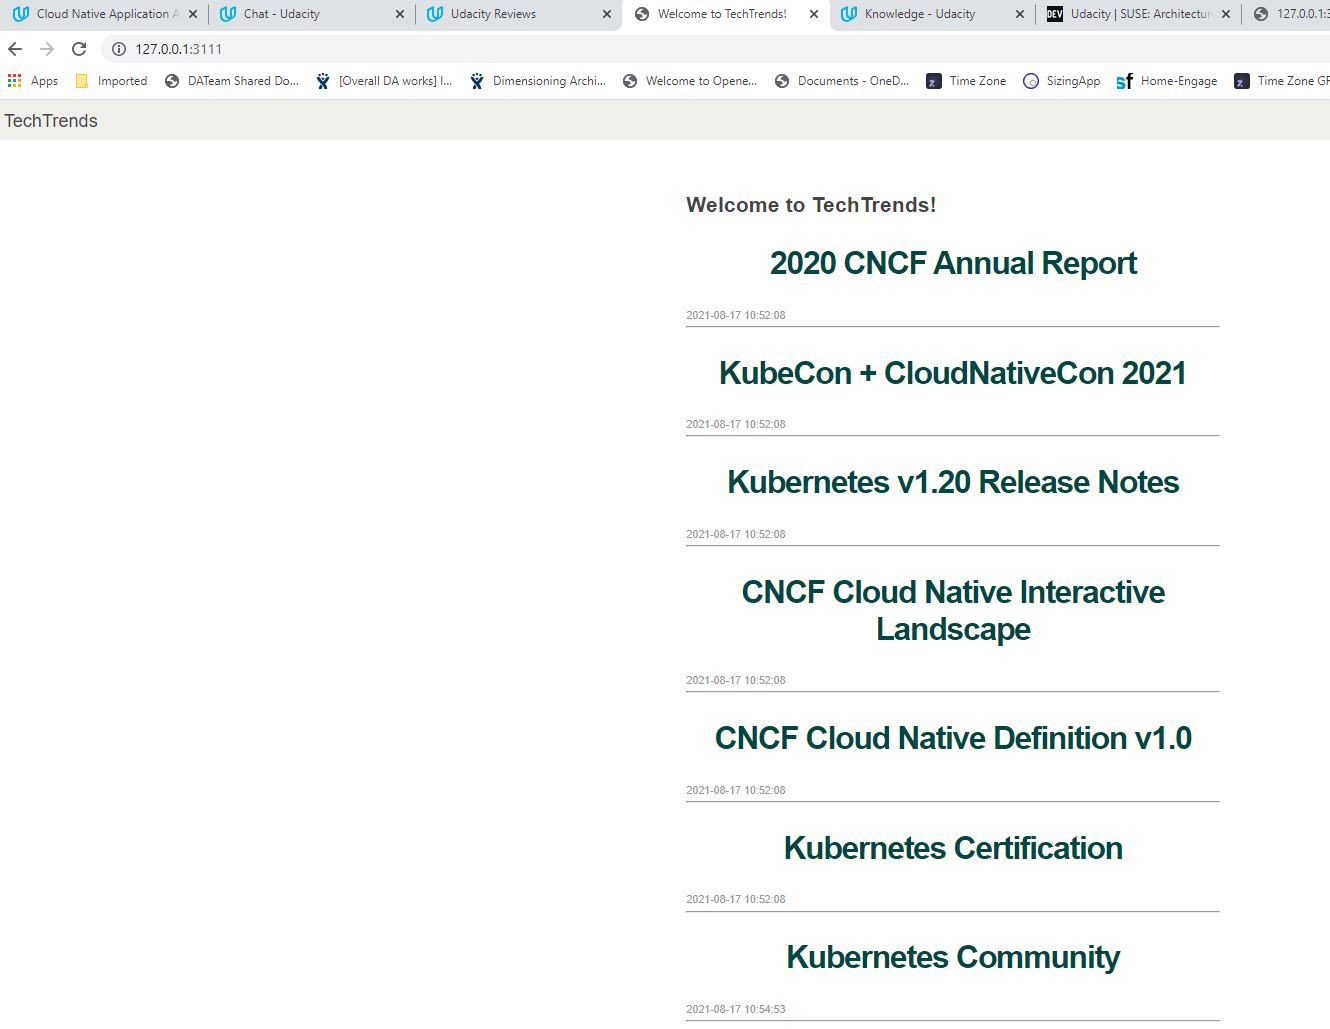 Cloud Native Application A
Chat - Udacity
Udacity Reviews
Welcome to TechTrends!
Knowledge - Udacity
DEV
Udacity | SUSE: Architectur
127.0.0.1:3
127.0.0.1:3111
Apps
Imported
DATeam Shared Do...
[Overall DA works] I...
Dimensioning Archi...
Welcome to Opene...
Documents - OneD...
Time Zone
SizingApp
sf Home-Engage
Time Zone GR
TechTrends
Welcome to TechTrends!
2020 CNCF Annual Report
2021-08-17 10:52:08
KubeCon + CloudNativeCon 2021
2021-08-17 10:52:08
Kubernetes v1.20 Release Notes
2021-08-17 10:52:08
CNCF Cloud Native Interactive
Landscape
2021-08-17 10:52:08
CNCF Cloud Native Definition v1.0
2021-08-17 10:52:08
Kubernetes Certification
2021-08-17 10:52:08
Kubernetes Community
2021-08-17 10:54:53